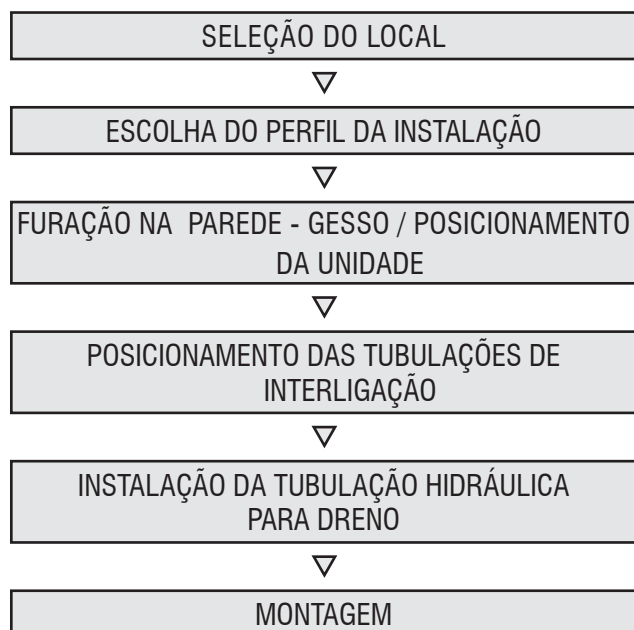 SELEÇÃO DO LOCAL
ESCOLHA DO PERFIL DA INSTALAÇÃO
FURAÇÃO NA PAREDE - GESSO / POSICIONAMENTO
DA UNIDADE
POSICIONAMENTO DAS TUBULAÇÕES DE
INTERLIGAÇÃO
INSTALAÇÃO DA TUBULAÇÃO HIDRÁULICA
PARA DRENO
MONTAGEM